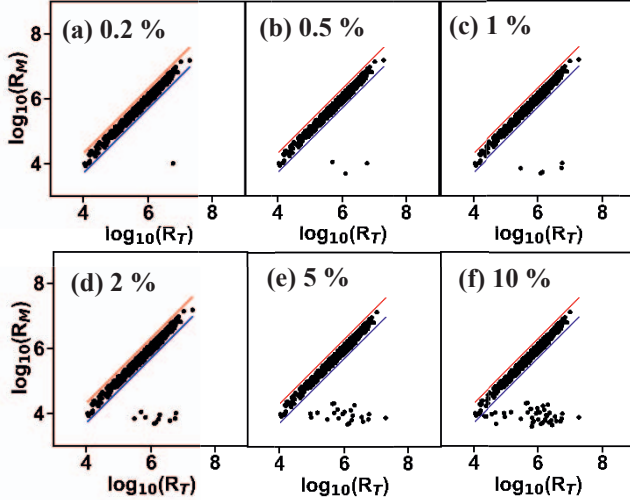 (a) 0.2 %
(b) 0.5 %
(c) 1 %
log10(RM)
8
6
4
4 6 8
4 6 8
4 6 8
log10(RT)
log10(RT)
log10(RT)
(d) 2 %
(e) 5 %
(f) 10 %
log10(RM)
8
6
4
4 6 8
4 6 8
4 6 8
log10(RT)
log10(RT)
log10(RT)